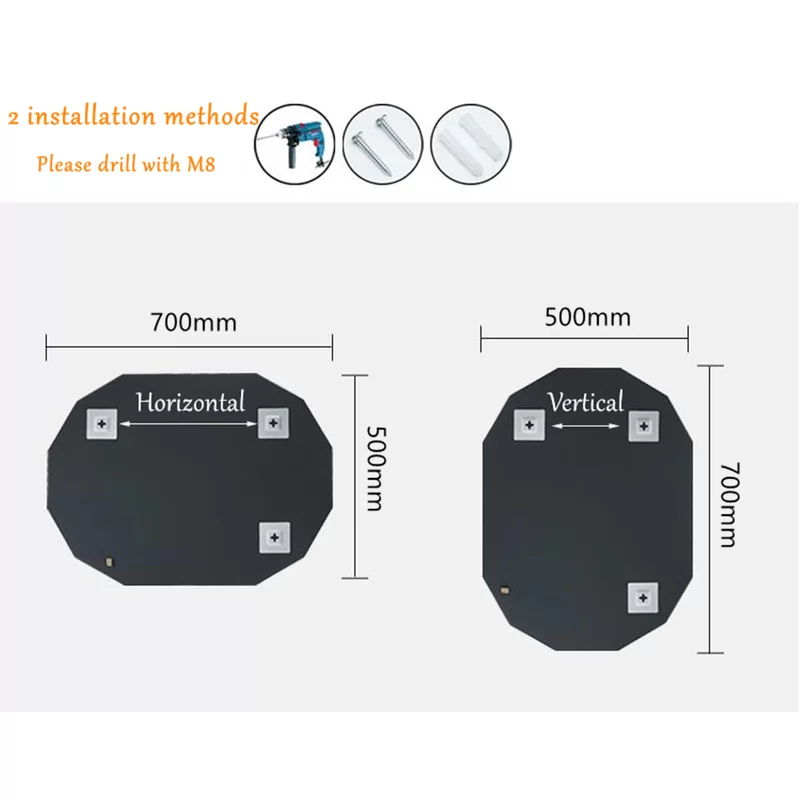 2 installation methods
Please drill with M8
700mm
500mm
Horizontal
Vertical
500mm
700mm